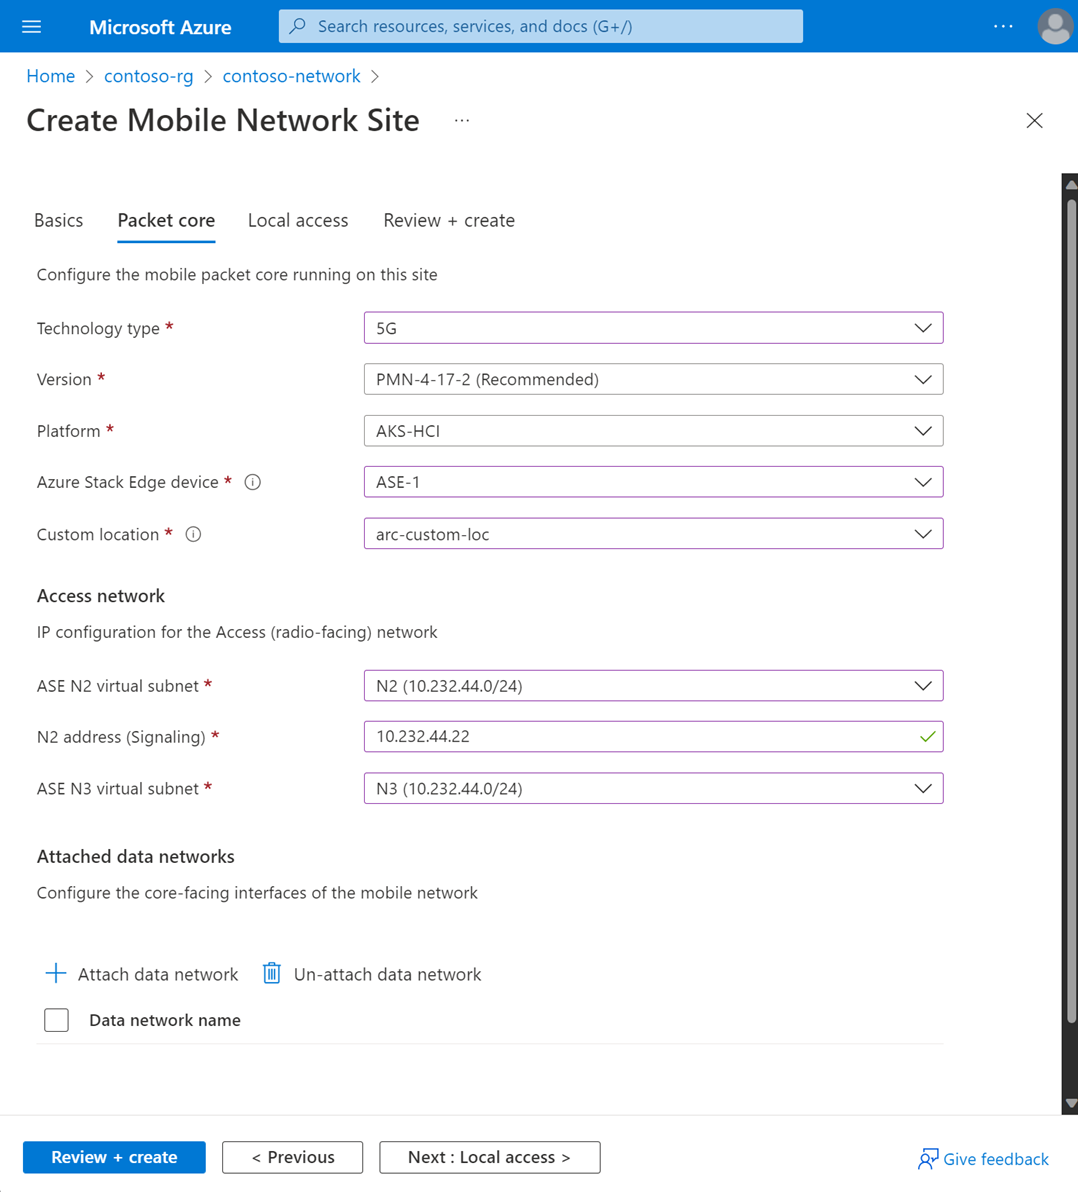 Microsoft Azure
Search resources, services, and docs (G+/)
Home > contoso-rg > contoso-network >
Create Mobile Network Site ...
Basics Packet core Local access Review + create
Configure the mobile packet core running on this site
Technology type * 5G
Version * PMN-4-17-2 (Recommended)
Platform * AKS-HCI
Azure Stack Edge device * ASE-1
Custom location * arc-custom-loc
Access network
IP configuration for the Access (radio-facing) network
ASE N2 virtual subnet * N2 (10.232.44.0/24)
N2 address (Signaling) * 10.232.44.22
ASE N3 virtual subnet * N3 (10.232.44.0/24)
Attached data networks
Configure the core-facing interfaces of the mobile network
Attach data network Un-attach data network
Data network name
Review + create < Previous Next : Local access > Give feedback